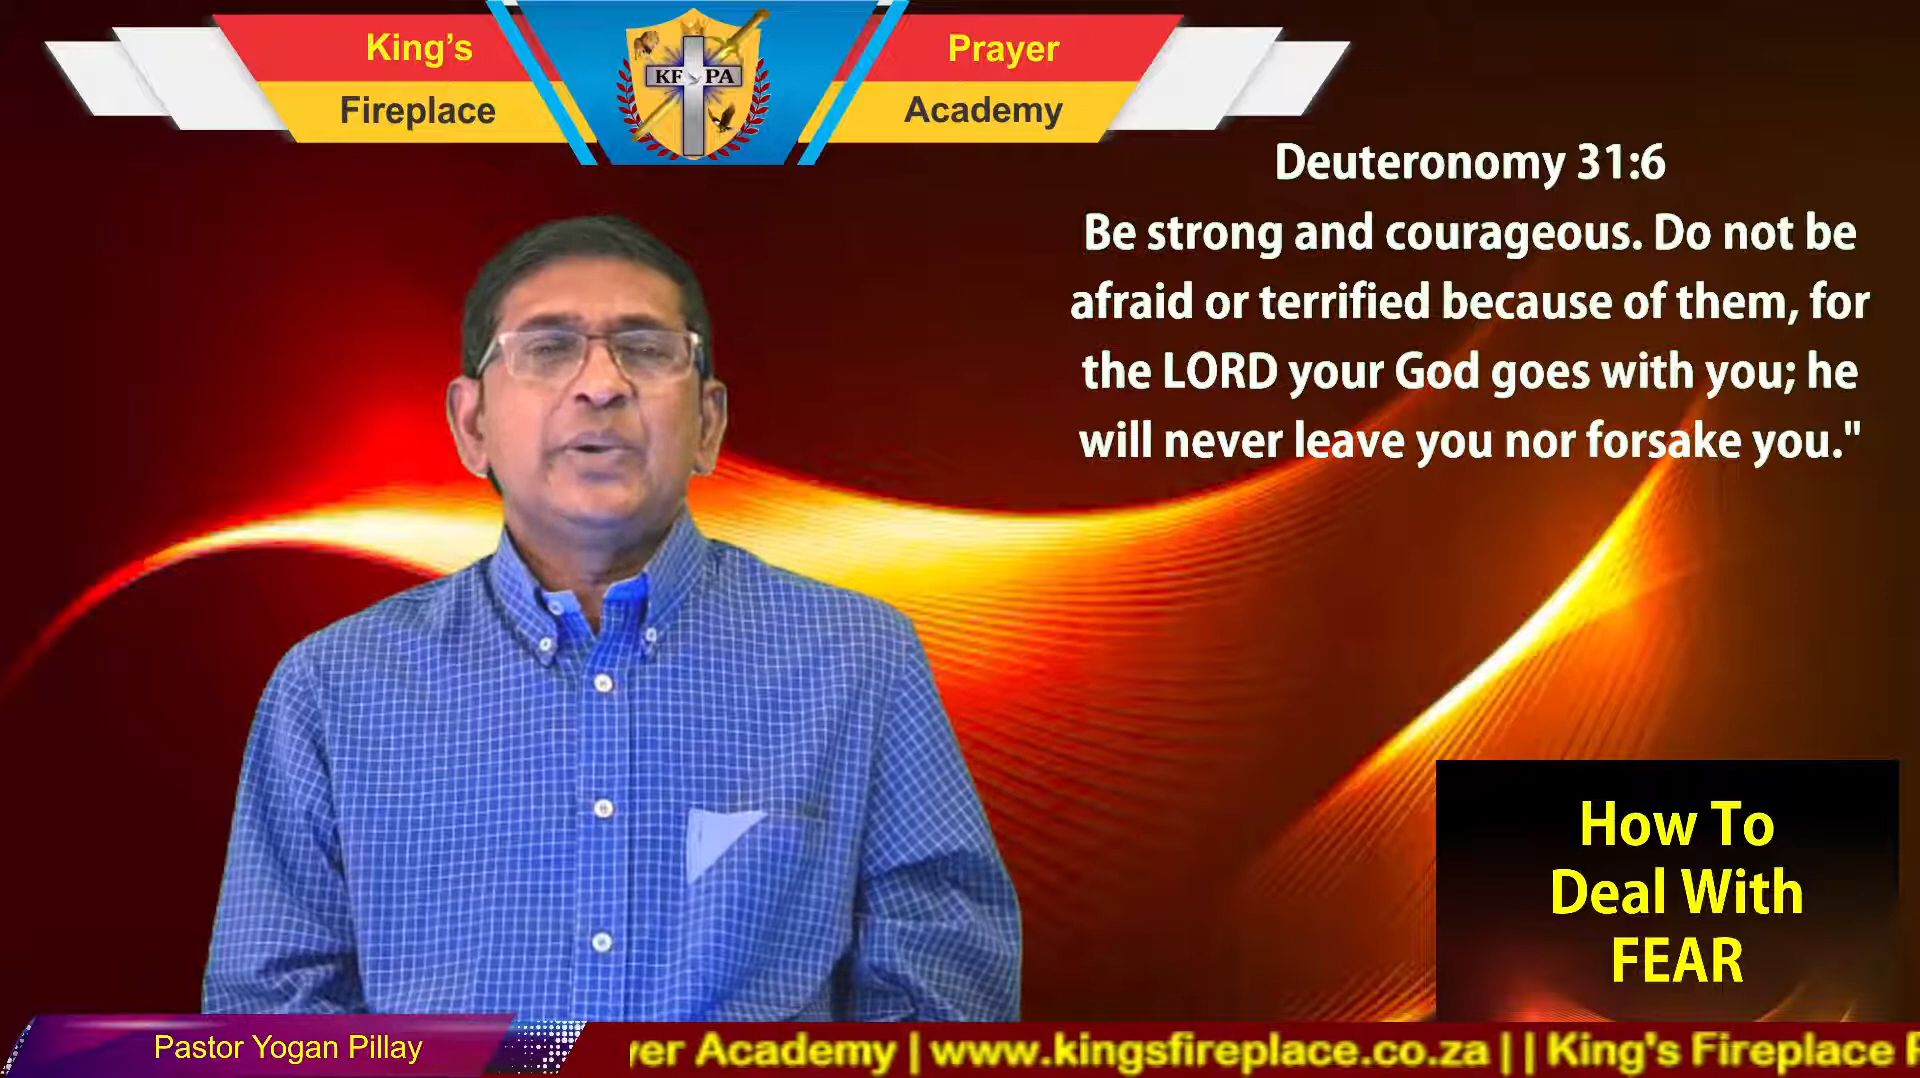 King's
Fireplace
KF PA
Prayer
Academy
Deuteronomy 31:6
Be strong and courageous. Do not be
afraid or terrified because of them, for
the LORD your God goes with you; he
will never leave you nor forsake you."
How To
Deal With
FEAR
Pastor Yogan Pillay
yer Academy | www.kingsfireplace.co.za | | King's Fireplace P